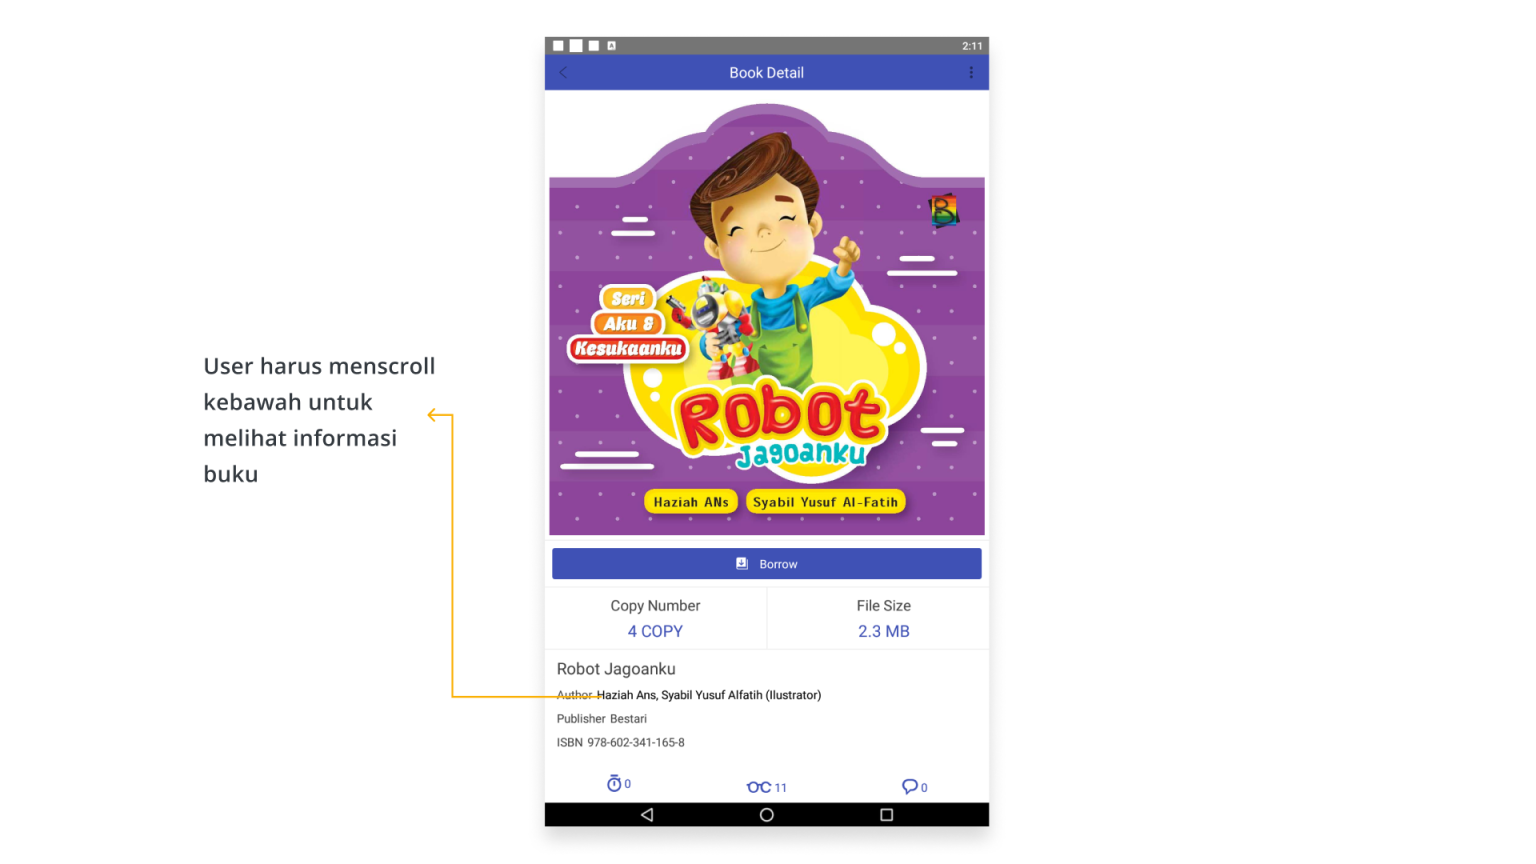 2:11
Book Detail
B
Seri
Aku &
Kesukaanku
Robot
Jagoanku
Haziah ANs Syabil Yusuf Al-Fatih
User harus menscroll
kebawah untuk
melihat informasi
buku
Borrow
Copy Number File Size
4 COPY 2.3 MB
Robot Jagoanku
Author Haziah Ans, Syabil Yusuf Alfatih (Ilustrator)
Publisher Bestari
ISBN 978-602-341-165-8
0 11 0